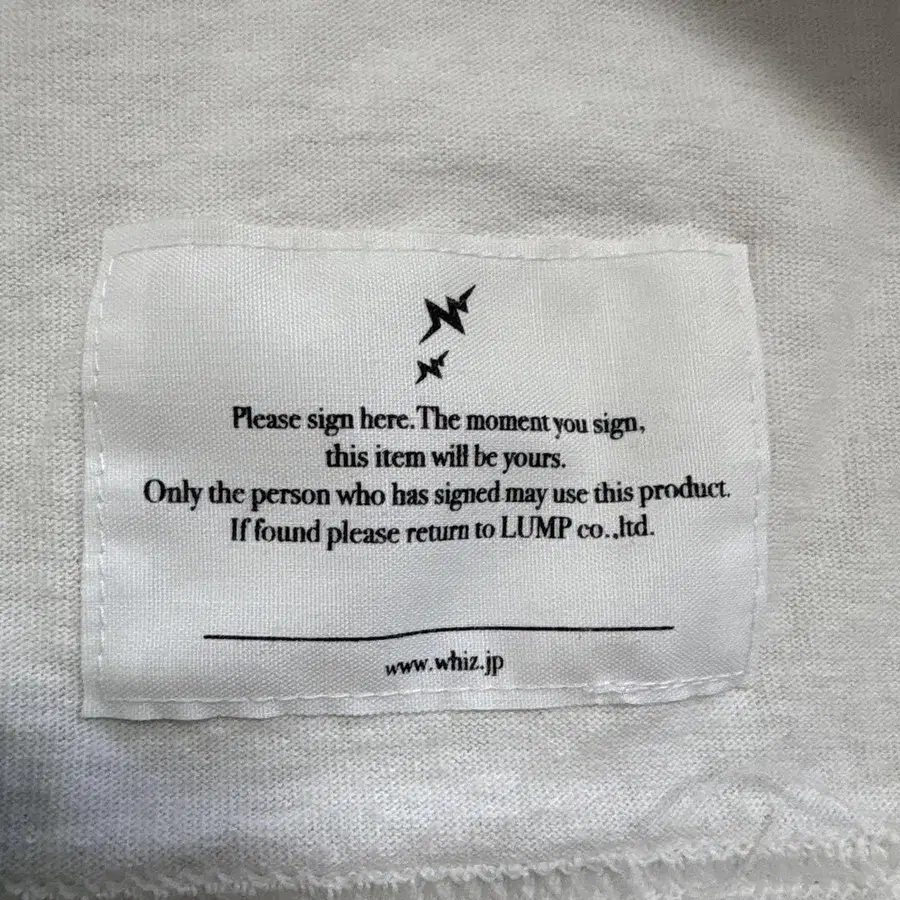 Please sign here. The moment you sign,
this item will be yours.
Only the person who has signed may use this product.
If found please return to LUMP co.,ltd.
www.whiz.jp